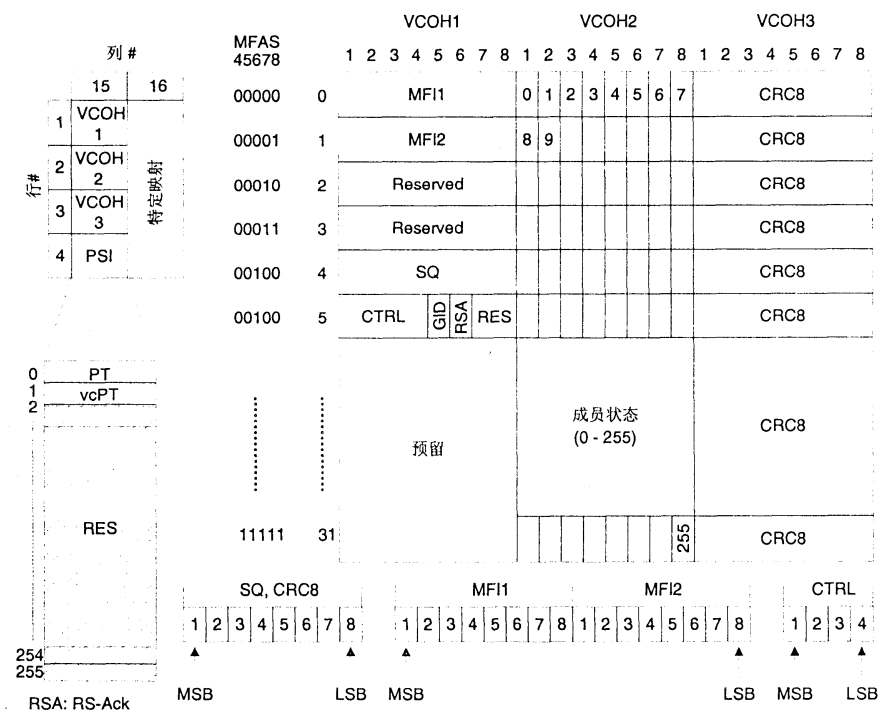 VCOH1 VCOH2 VCOH3
列 # MFAS
45678 1 2 3 4 5 6 7 8 1 2 3 4 5 6 7 8 1 2 3 4 5 6 7 8
15 16
行#
1 VCOH
1
2 VCOH
2
3 VCOH
3
4 PSI
特定映射
00000 0 MFI1 0 1 2 3 4 5 6 7 CRC8
00001 1 MFI2 8 9 CRC8
00010 2 Reserved CRC8
00011 3 Reserved CRC8
00100 4 SQ CRC8
00100 5 CTRL GID RSA RES CRC8
0 PT
1 vcPT
2
RES
254
255
预留
成员状态
(0 - 255)
CRC8
11111 31 255 CRC8
SQ, CRC8 MFI1 MFI2 CTRL
1 2 3 4 5 6 7 8 1 2 3 4 5 6 7 8 1 2 3 4 5 6 7 8 1 2 3 4
MSB LSB MSB LSB MSB LSB
RSA: RS-Ack